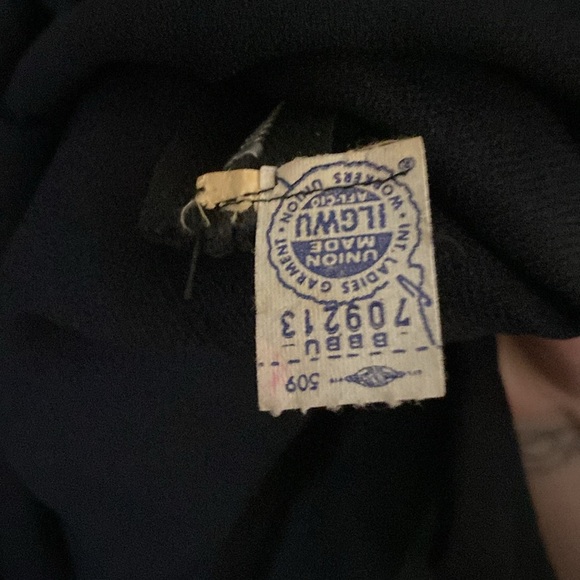 509
BBBU
709213
INT. LADIES GARMENT
UNION
MADE
ILGWU
AFL-CIO
WORKERS UNION
®